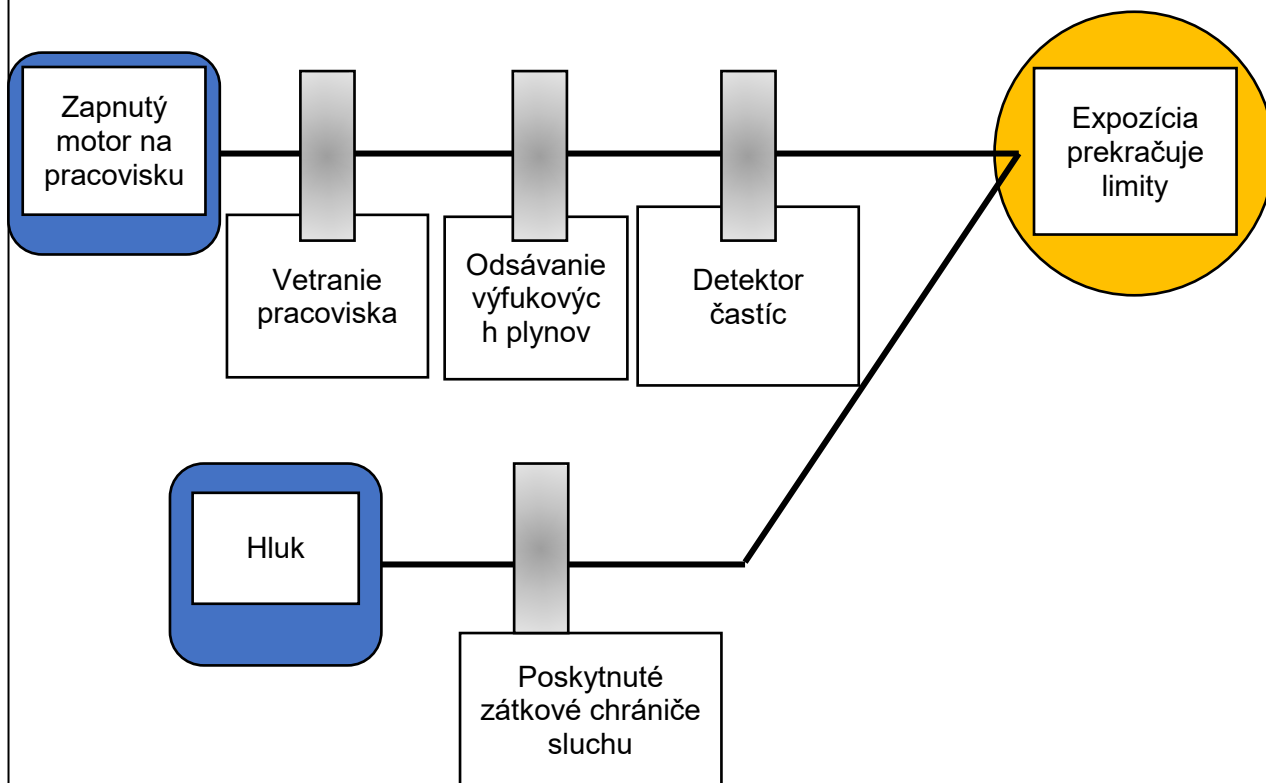 Zapnutý
motor na
pracovisku
Expozícia
prekračuje
limity
Vetranie
pracoviska
Odsávanie
výfukovýc
h plynov
Detektor
častíc
Hluk
Poskytnuté
zátkové chrániče
sluchu